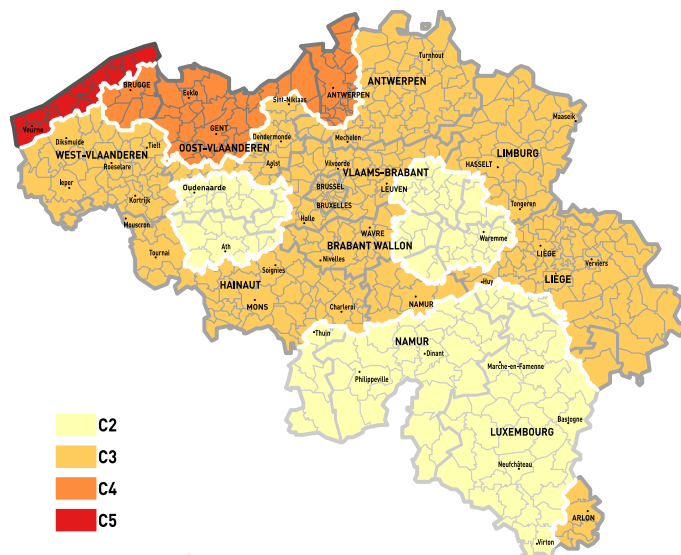 Turnhout
ANTWERPEN
BRUGGE
Eeklo
ANTWERPEN
Sint-Niklaas
Maaseik
Veurne
GENT
Diksmuide
Dendermonde
Mechelen
Tielt
OOST-VLAANDEREN
WEST-VLAANDEREN
LIMBURG
Roeselare
Aalst
Vilvoorde
HASSELT
VLAAMS-BRABANT
Ieper
Oudenaarde
BRUSSEL
LEUVEN
Kortrijk
BRUXELLES
Tongeren
Mouscron
Halle
WAVRE
Waremme
Ath
BRABANT WALLON
LIÈGE
Tournai
Nivelles
Verviers
Soignies
LIÈGE
HAINAUT
Huy
MONS
NAMUR
Charleroi
Thuin
NAMUR
Dinant
Marche-en-Famenne
Philippeville
Bastogne
LUXEMBOURG
Neufchâteau
ARLON
Virton
C2
C3
C4
C5